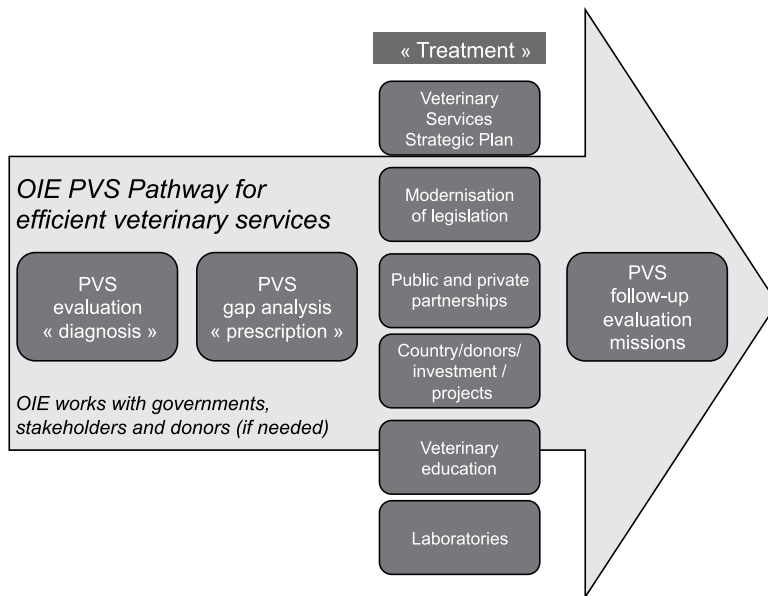 « Treatment »
Veterinary
Services
Strategic Plan
OIE PVS Pathway for
efficient veterinary services
Modernisation
of legislation
PVS
evaluation
« diagnosis »
PVS
gap analysis
« prescription »
Public and private
partnerships
PVS
follow-up
evaluation
missions
Country/donors/
investment /
projects
OIE works with governments,
stakeholders and donors (if needed)
Veterinary
education
Laboratories